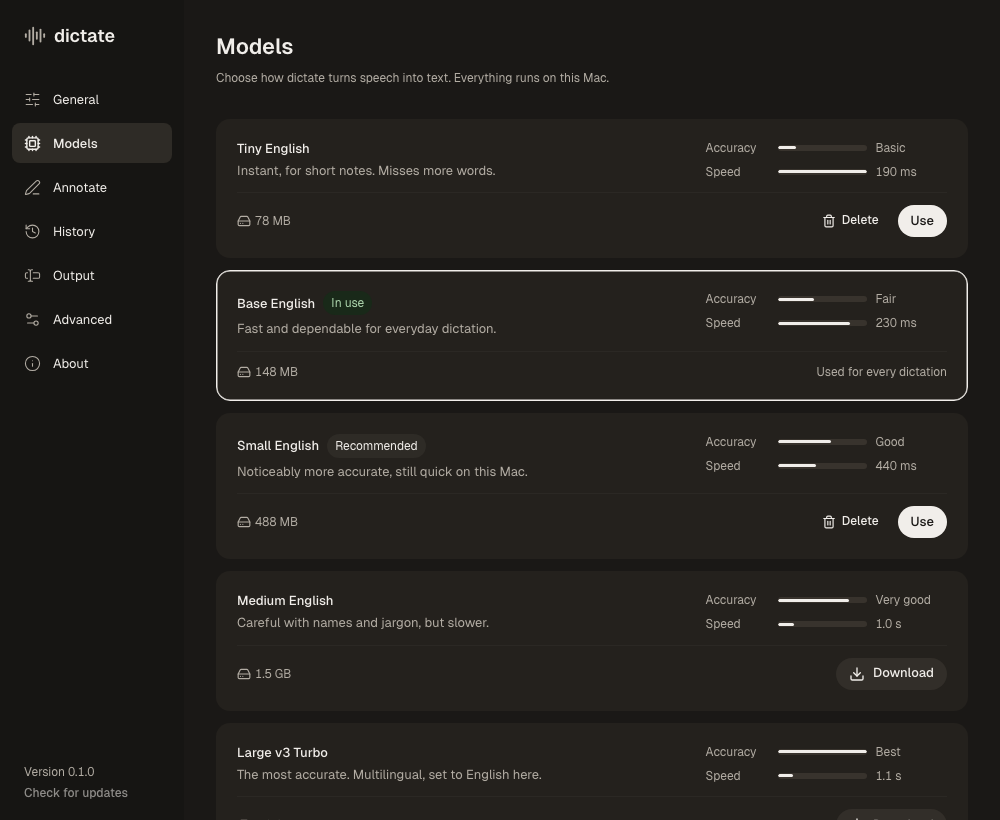 dictate
General
Models
Annotate
History
Output
Advanced
About
Version 0.1.0
Check for updates
Models
Choose how dictate turns speech into text. Everything runs on this Mac.
Tiny English
Instant, for short notes. Misses more words.
Accuracy Basic
Speed 190 ms
78 MB
Delete Use
Base English In use
Fast and dependable for everyday dictation.
Accuracy Fair
Speed 230 ms
148 MB
Used for every dictation
Small English Recommended
Noticeably more accurate, still quick on this Mac.
Accuracy Good
Speed 440 ms
488 MB
Delete Use
Medium English
Careful with names and jargon, but slower.
Accuracy Very good
Speed 1.0 s
1.5 GB
Download
Large v3 Turbo
The most accurate. Multilingual, set to English here.
Accuracy Best
Speed 1.1 s